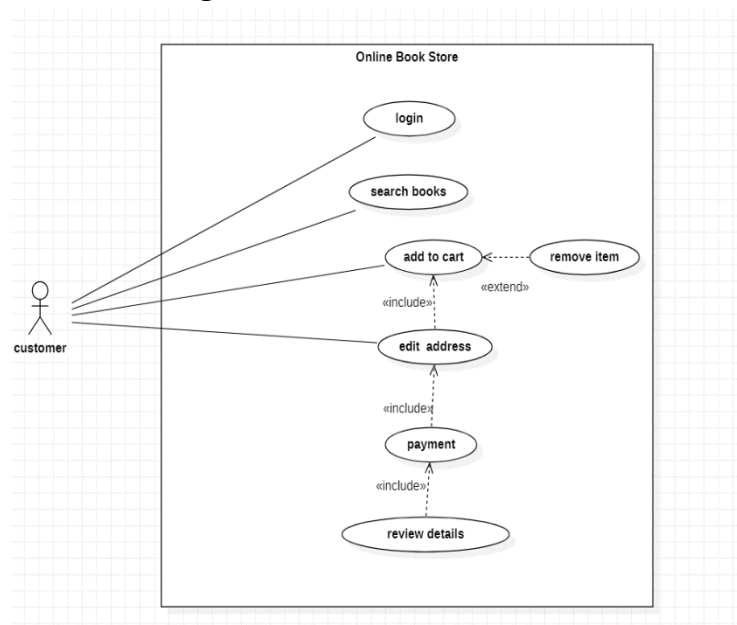 Online Book Store
login
search books
add to cart
remove item
«extend»
«include»
customer
edit address
«include»
payment
«include»
review details